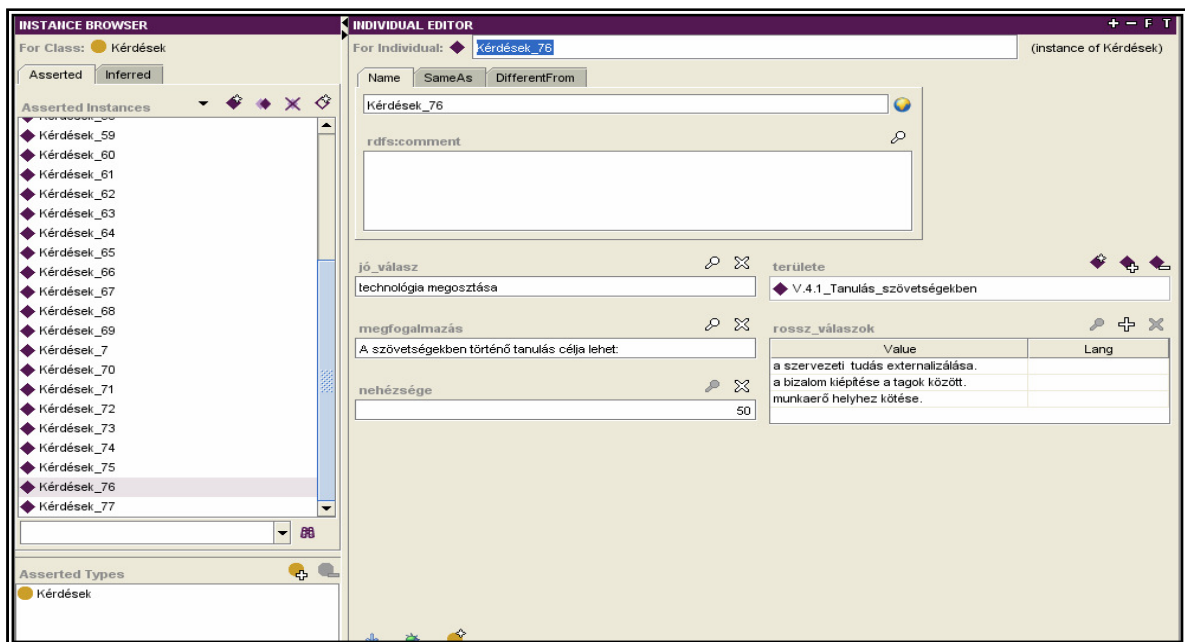 INSTANCE BROWSER
For Class: Kérdések
Asserted Inferred
Asserted Instances
Kérdések_59
Kérdések_60
Kérdések_61
Kérdések_62
Kérdések_63
Kérdések_64
Kérdések_65
Kérdések_66
Kérdések_67
Kérdések_68
Kérdések_69
Kérdések_7
Kérdések_70
Kérdések_71
Kérdések_72
Kérdések_73
Kérdések_74
Kérdések_75
Kérdések_76
Kérdések_77
Asserted Types
Kérdések
INDIVIDUAL EDITOR + − F T
For Individual: Kérdések_76 (instance of Kérdések)
Name SameAs DifferentFrom
Kérdések_76
rdfs:comment
jó_válasz
technológia megosztása
megfogalmazás
A szövetségekben történő tanulás célja lehet:
nehézsége
50
területe
V.4.1_Tanulás_szövetségekben
rossz_válaszok
Value Lang
a szervezeti tudás externalizálása.
a bizalom kiépítése a tagok között.
munkaerő helyhez kötése.